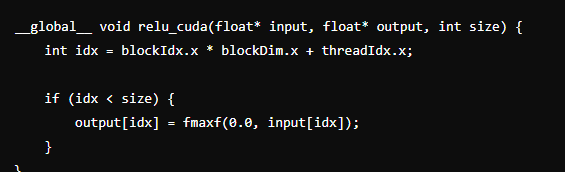 __global__ void relu_cuda(float* input, float* output, int size) {
    int idx = blockIdx.x * blockDim.x + threadIdx.x;
    if (idx < size) {
        output[idx] = fmaxf(0.0, input[idx]);
    }
}